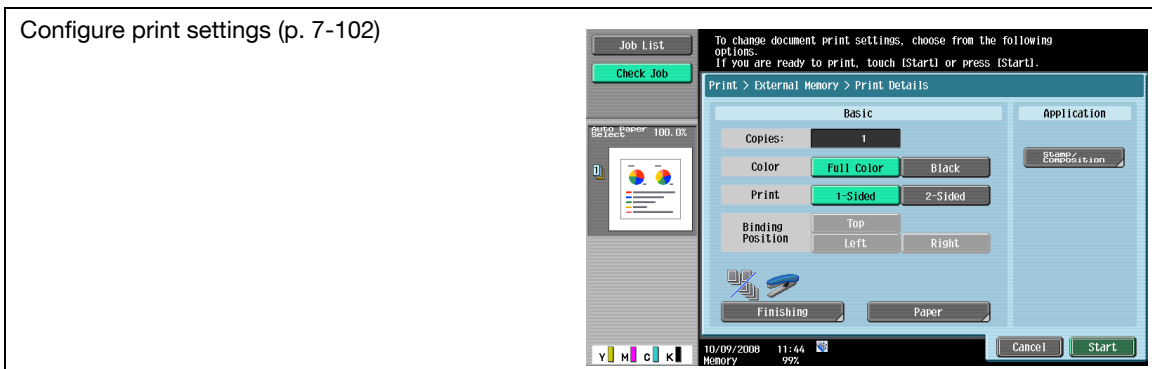 Configure print settings (p. 7-102)
Job List
Check Job
To change document print settings, choose from the following
options.
If you are ready to print, touch [Start] or press [Start].
Print > External Memory > Print Details
Auto Paper
Select 100.0%
Basic
Application
Copies: 1
Stamp/
Composition
Color Full Color Black
Print 1-Sided 2-Sided
Binding
Position
Top
Left Right
Finishing Paper
Y M C K
10/09/2008 11:44
Memory 99%
Cancel Start